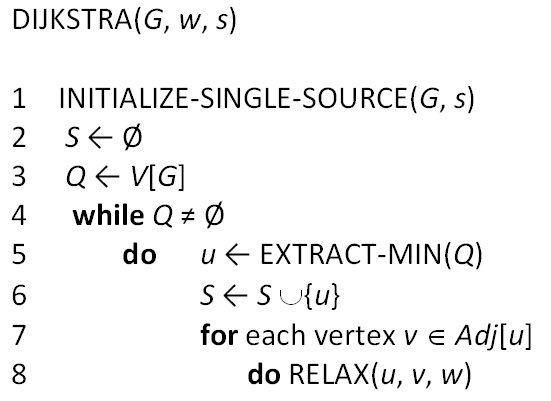 DIJKSTRA(G, w, s)
1 INITIALIZE-SINGLE-SOURCE(G, s)
2 S ← Ø
3 Q ← V[G]
4 while Q ≠ Ø
5 do u ← EXTRACT-MIN(Q)
6 S ← S ∪{u}
7 for each vertex v ∈ Adj[u]
8 do RELAX(u, v, w)